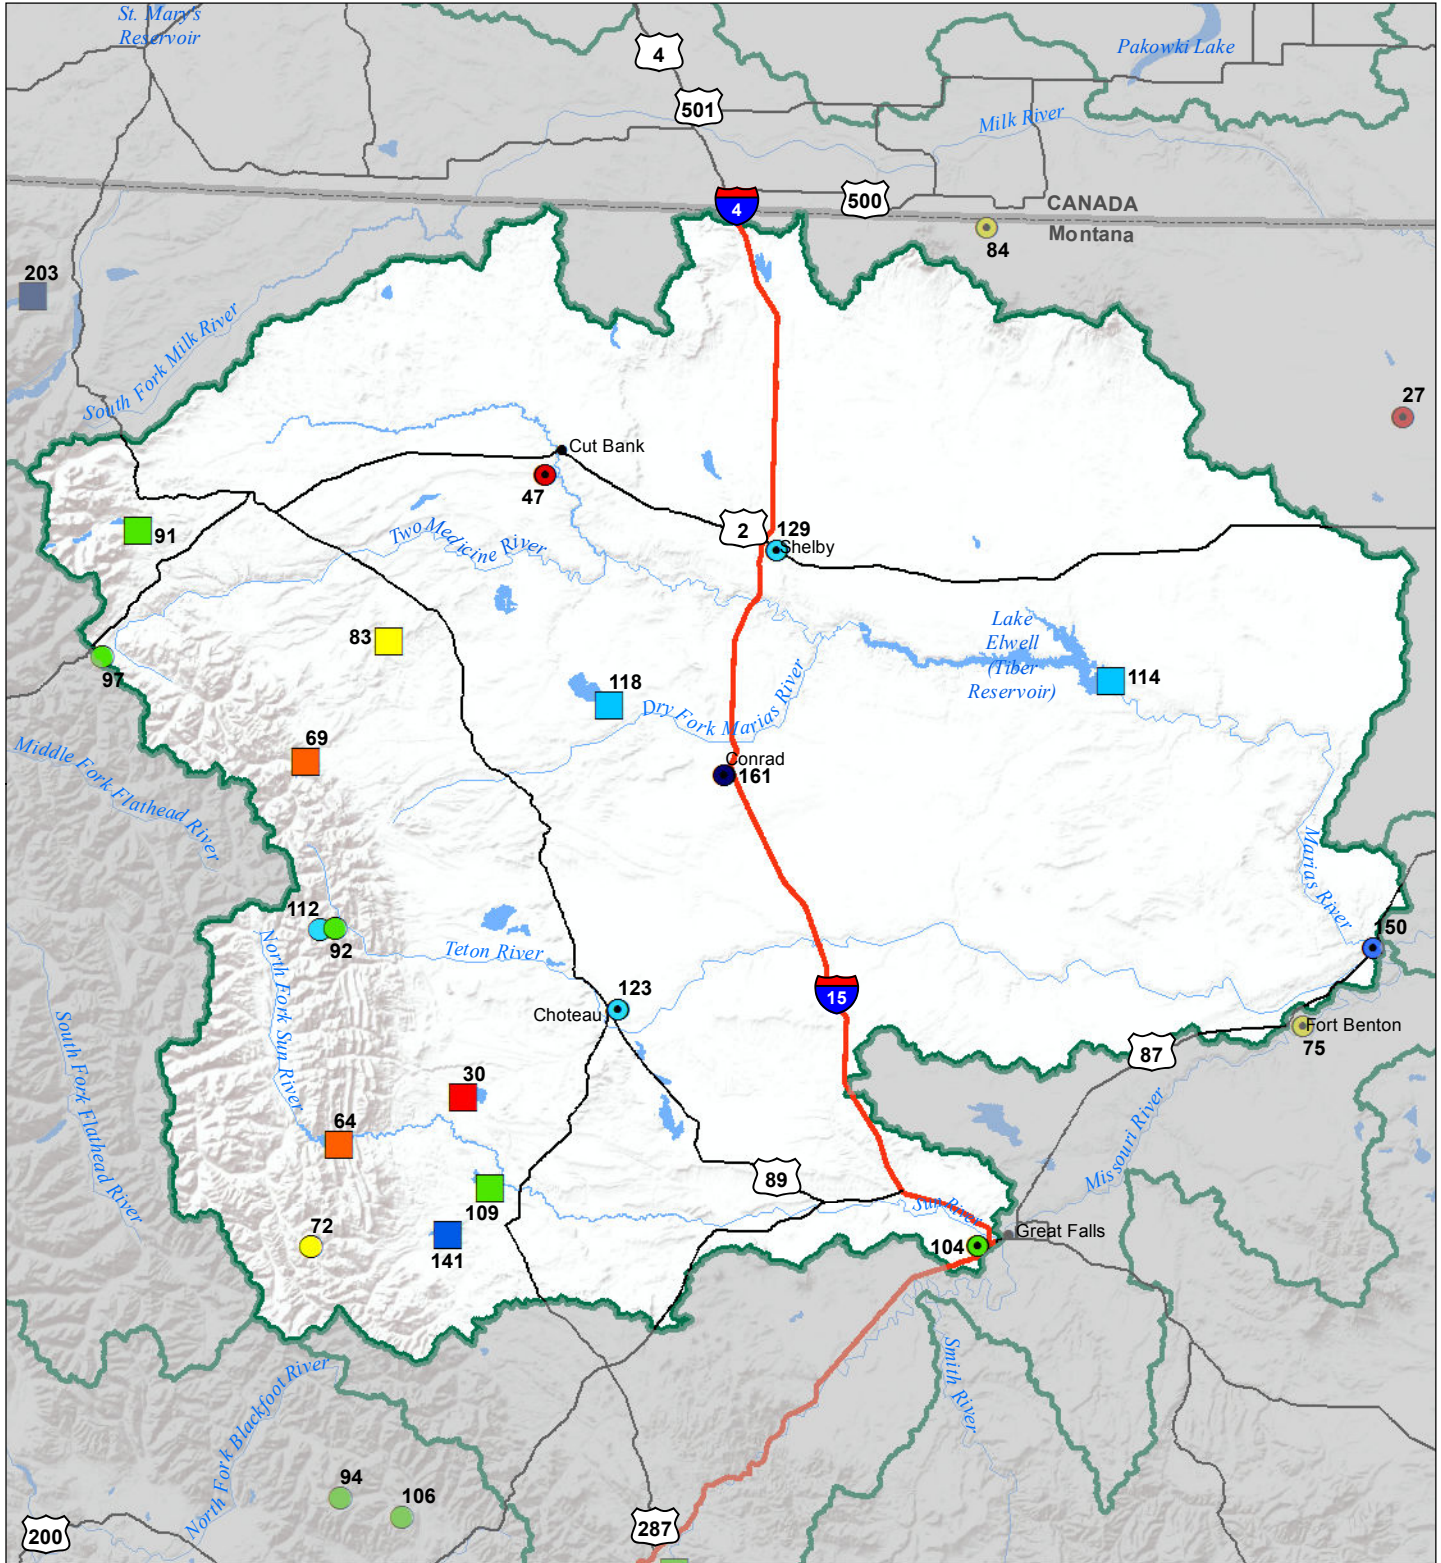 St. Mary's
Reservoir
4
Pakowki Lake
501
Milk River
500
CANADA
4
84
Montana
203
South Fork Milk River
27
Cut Bank
47
91
Two Medicine River
2
129
Shelby
83
Lake
Elwell
(Tiber
Reservoir)
97
118
114
Dry Fork Marias River
69
Middle Fork Flathead River
Conrad
161
Marias River
112
92
150
North Fork Sun River
Teton River
123
15
Choteau
South Fork Flathead River
Fort Benton
75
87
30
64
Missouri River
89
109
Sun River
72
141
104
Great Falls
Smith River
North Fork Blackfoot River
94
106
200
287